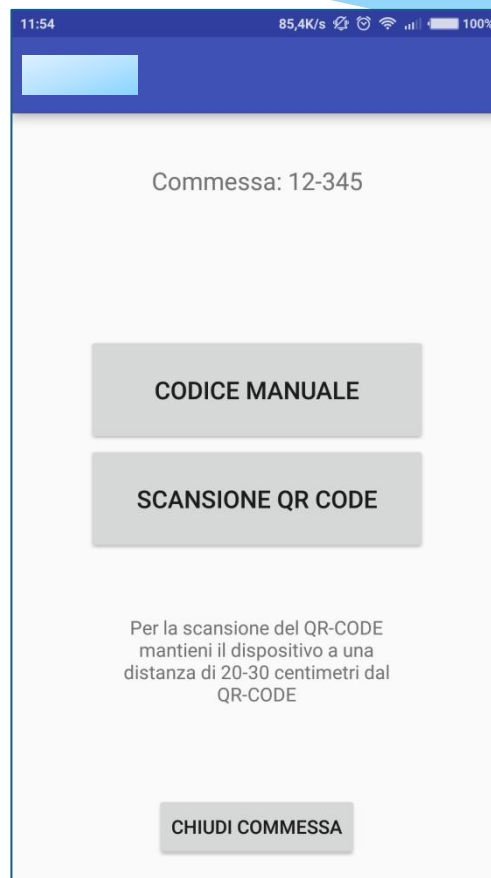 11:54 85,4K/s 100%
Commessa: 12-345
CODICE MANUALE
SCANSIONE QR CODE
Per la scansione del QR-CODE
mantieni il dispositivo a una
distanza di 20-30 centimetri dal
QR-CODE
CHIUDI COMMESSA